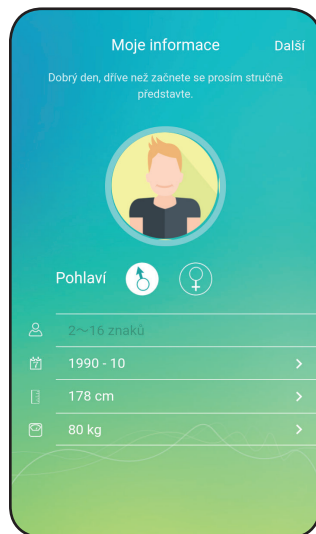 Moje informace Další
Dobrý den, dříve než začnete se prosím stručně
představte.
Pohlaví
2～16 znaků
7
1990 - 10
178 cm
80 kg